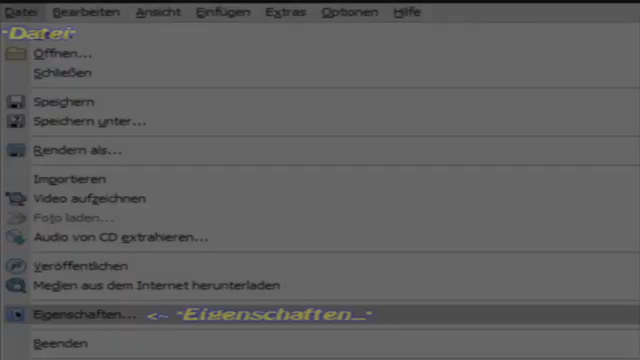 Datei Bearbeiten Ansicht Einfügen Extras Optionen Hilfe
"Datei"
Öffnen...
Schließen
Speichern
Speichern unter...
Rendern als...
Importieren
Video aufzeichnen
Foto laden...
Audio von CD extrahieren...
Veröffentlichen
Medien aus dem Internet herunterladen
Eigenschaften... <~ "Eigenschaften..."
Beenden